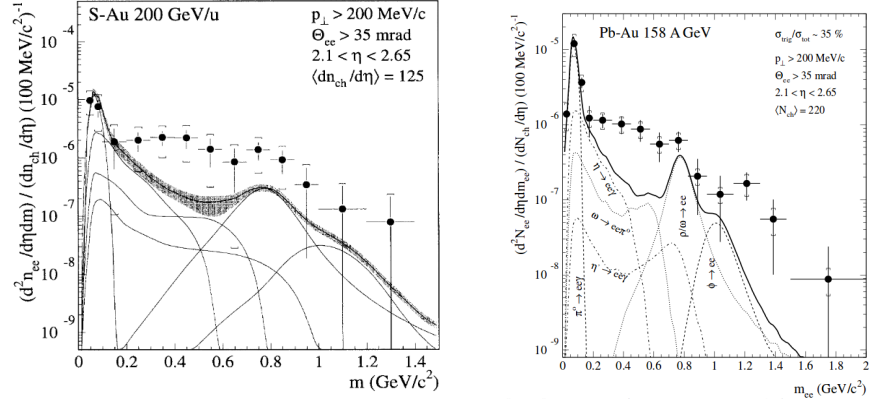 S-Au 200 GeV/u
p⊥ > 200 MeV/c
Θee > 35 mrad
2.1 < η < 2.65
⟨dnch/dη⟩ = 125
(d²nee/dηdm) / (dnch/dη) (100 MeV/c²)⁻¹
10⁻⁵
10⁻⁶
10⁻⁷
10⁻⁸
10⁻⁹
0 0.2 0.4 0.6 0.8 1 1.2 1.4
m (GeV/c²)
Pb-Au 158 A GeV
σtrig/σtot ~ 35 %
p⊥ > 200 MeV/c
Θee > 35 mrad
2.1 < η < 2.65
⟨Nch⟩ = 220
(d²Nee/dηdmee) / (dNch/dη) (100 MeV/c²)⁻¹
10⁻⁵
10⁻⁶
10⁻⁷
10⁻⁸
10⁻⁹
η → eeγ
ω → eeπ⁰
η' → eeγ
π⁰ → eeγ
ρ/ω → ee
ϕ → ee
0 0.2 0.4 0.6 0.8 1 1.2 1.4 1.6 1.8 2
mee (GeV/c²)